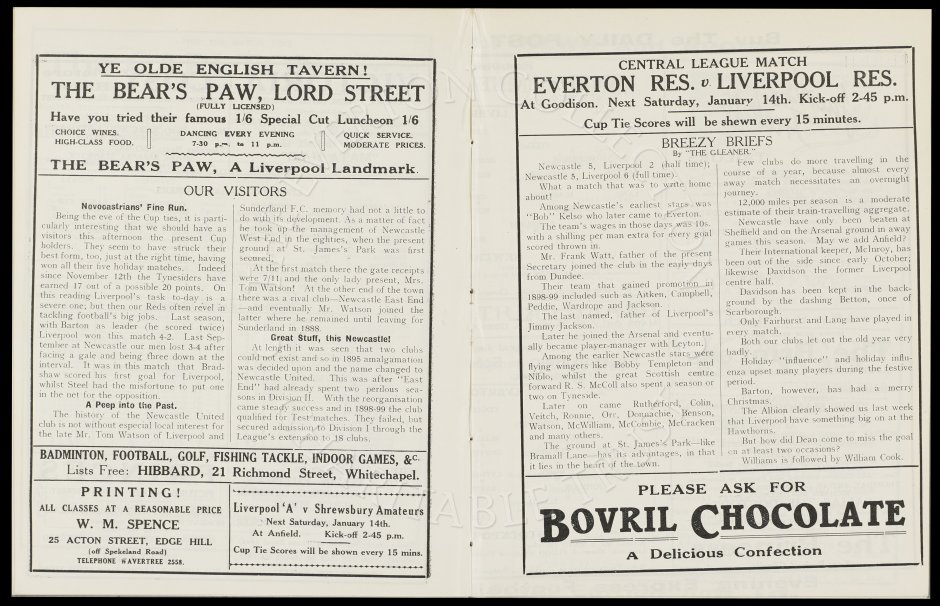 YE OLDE ENGLISH TAVERN!
THE BEAR'S PAW, LORD STREET
(FULLY LICENSED)
Have you tried their famous 1/6 Special Cut Luncheon 1/6
CHOICE WINES.
HIGH-CLASS FOOD.
DANCING EVERY EVENING
7-30 p.m. to 11 p.m.
QUICK SERVICE.
MODERATE PRICES.
THE BEAR'S PAW, A Liverpool Landmark.
OUR VISITORS
Novocastrians' Fine Run.
Being the eve of the Cup ties, it is parti-
cularly interesting that we should have as
visitors this afternoon the present Cup
holders. They seem to have struck their
best form, too, just at the right time, having
won all their five holiday matches. Indeed
since November 12th the Tynesiders have
earned 17 out of a possible 20 points. On
this reading Liverpool's task to-day is a
severe one; but then our Reds often revel in
tackling football's big jobs. Last season,
with Barton as leader (he scored twice)
Liverpool won this match 4-2. Last Sep-
tember at Newcastle our men lost 3-4 after
facing a gale and being three down at the
interval. It was in this match that Brad-
shaw scored his first goal for Liverpool,
whilst Steel had the misfortune to put one
in the net for the opposition.
A Peep into the Past.
The history of the Newcastle United
club is not without especial local interest for
the late Mr. Tom Watson of Liverpool and
Sunderland F.C. memory had not a little to
do with its development. As a matter of fact
he took up the management of Newcastle
West End in the eighties, when the present
ground at St. James's Park was first
secured.
At the first match there the gate receipts
were 7/11 and the only lady present, Mrs.
Tom Watson! At the other end of the town
there was a rival club—Newcastle East End
—and eventually Mr. Watson joined the
latter where he remained until leaving for
Sunderland in 1888.
Great Stuff, this Newcastle!
At length it was seen that two clubs
could not exist and so in 1895 amalgamation
was decided upon and the name changed to
Newcastle United. This was after "East
End" had already spent two perilous sea-
sons in Division II. With the reorganisation
came steady success and in 1898-99 the club
qualified for Test matches. They failed, but
secured admission to Division I through the
League's extension to 18 clubs.
BADMINTON, FOOTBALL, GOLF, FISHING TACKLE, INDOOR GAMES, &c.
Lists Free: HIBBARD, 21 Richmond Street, Whitechapel.
PRINTING!
ALL CLASSES AT A REASONABLE PRICE
W. M. SPENCE
25 ACTON STREET, EDGE HILL
(off Spekeland Road)
TELEPHONE WAVERTREE 2558.
Liverpool 'A' v Shrewsbury Amateurs
Next Saturday, January 14th.
At Anfield. Kick-off 2-45 p.m.
Cup Tie Scores will be shewn every 15 mins.
CENTRAL LEAGUE MATCH
EVERTON RES. v. LIVERPOOL RES.
At Goodison. Next Saturday, January 14th. Kick-off 2-45 p.m.
Cup Tie Scores will be shewn every 15 minutes.
BREEZY BRIEFS
By "THE GLEANER."
Newcastle 5, Liverpool 2 (half time);
Newcastle 5, Liverpool 6 (full time).
What a match that was to write home
about!
Among Newcastle's earliest stars was
"Bob" Kelso who later came to Everton.
The team's wages in those days was 10s.
with a shilling per man extra for every goal
scored thrown in.
Mr. Frank Watt, father of the present
Secretary joined the club in the early days
from Dundee.
Their team that gained promotion in
1898-99 included such as Aitken, Campbell,
Peddie, Wardrope and Jackson.
The last named, father of Liverpool's
Jimmy Jackson.
Later he joined the Arsenal and eventu-
ally became player-manager with Leyton.
Among the earlier Newcastle stars were
flying wingers like Bobby Templeton and
Niblo, whilst the great Scottish centre
forward R. S. McColl also spent a season or
two on Tyneside.
Later on came Rutherford, Colin,
Veitch, Ronnie, Orr, Donnachie, Benson,
Watson, McWilliam, McCombie, McCracken
and many others.
The ground at St. James's Park—like
Bramall Lane—has its advantages, in that
it lies in the heart of the town.
Few clubs do more travelling in the
course of a year, because almost every
away match necessitates an overnight
journey.
12,000 miles per season is a moderate
estimate of their train-travelling aggregate.
Newcastle have only been beaten at
Sheffield and on the Arsenal ground in away
games this season. May we add Anfield?
Their International keeper, McInroy, has
been out of the side since early October;
likewise Davidson the former Liverpool
centre half.
Davidson has been kept in the back-
ground by the dashing Betton, once of
Scarborough.
Only Fairhurst and Lang have played in
every match.
Both our clubs let out the old year very
badly.
Holiday "influence" and holiday influ-
enza upset many players during the festive
period.
Barton, however, has had a merry
Christmas.
The Albion clearly showed us last week
that Liverpool have something big on at the
Hawthorns.
But how did Dean come to miss the goal
on at least two occasions?
Williams is followed by William Cook.
PLEASE ASK FOR
BOVRIL CHOCOLATE
A Delicious Confection